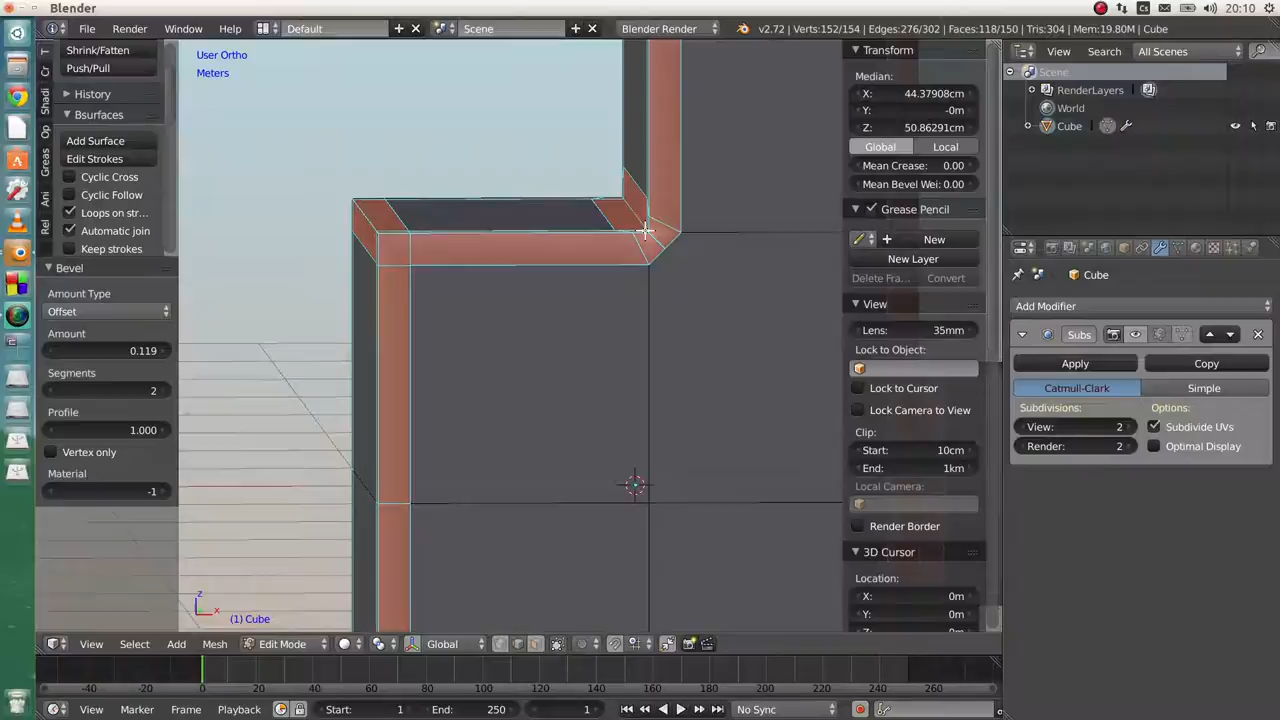 Blender
20:10
File Render Window Help Default Scene Blender Render v2.72 | Verts:152/154 | Edges:276/302 | Faces:118/150 | Tris:304 | Mem:19.80M | Cube
Shrink/Fatten
Push/Pull
History
Bsurfaces
Add Surface
Edit Strokes
Cyclic Cross
Cyclic Follow
Loops on str...
Automatic join
Keep strokes
T
Cr
Shadi
Op
Greas
Ani
Rel
Bevel
Amount Type
Offset
Amount
0.119
Segments
2
Profile
1.000
Vertex only
Material
-1
User Ortho
Meters
z
x
(1) Cube
Transform
Median:
X: 44.37908cm
Y: -0m
Z: 50.86291cm
Global Local
Mean Crease: 0.00
Mean Bevel Wei: 0.00
Grease Pencil
New
New Layer
Delete Fra... Convert
View
Lens: 35mm
Lock to Object:
Lock to Cursor
Lock Camera to View
Clip:
Start: 10cm
End: 1km
Local Camera:
Render Border
3D Cursor
Location:
X: 0m
Y: 0m
View Search All Scenes
Scene
RenderLayers
World
Cube
Cube
Add Modifier
Subs
Apply Copy
Catmull-Clark Simple
Subdivisions: Options:
View: 2 Subdivide UVs
Render: 2 Optimal Display
View Select Add Mesh Edit Mode Global
-40 -20 0 20 40 60 80 100 120 140 160 180 200 220 240 260
View Marker Frame Playback Start: 1 End: 250 1 No Sync